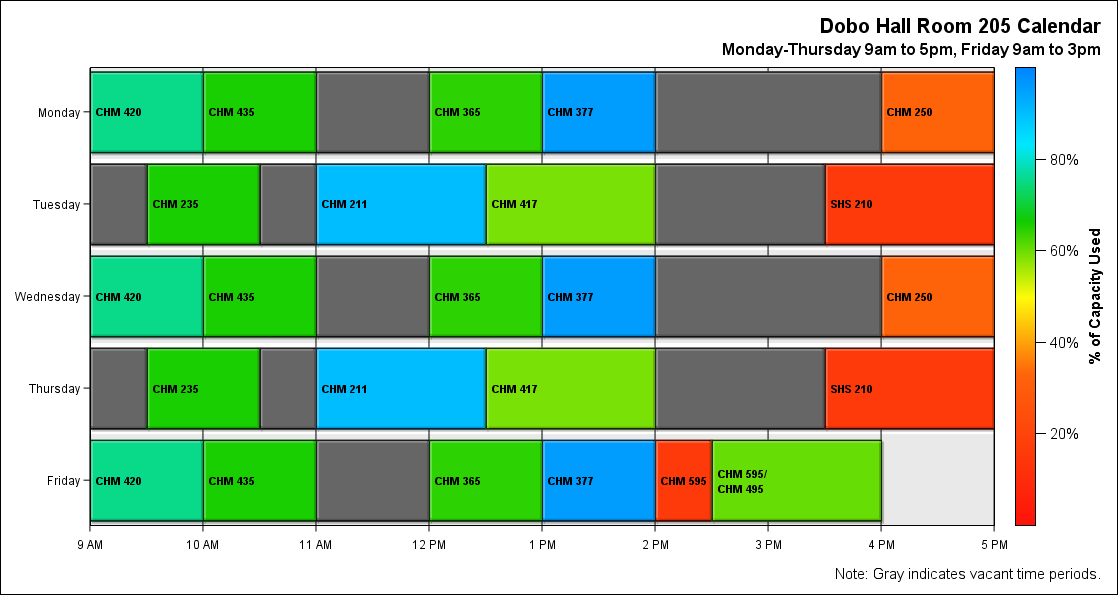 Dobo Hall Room 205 Calendar
Monday-Thursday 9am to 5pm, Friday 9am to 3pm
Monday
CHM 420
CHM 435
CHM 365
CHM 377
CHM 250
Tuesday
CHM 235
CHM 211
CHM 417
SHS 210
Wednesday
CHM 420
CHM 435
CHM 365
CHM 377
CHM 250
Thursday
CHM 235
CHM 211
CHM 417
SHS 210
Friday
CHM 420
CHM 435
CHM 365
CHM 377
CHM 595
CHM 595/
CHM 495
9 AM
10 AM
11 AM
12 PM
1 PM
2 PM
3 PM
4 PM
5 PM
80%
60%
40%
20%
% of Capacity Used
Note: Gray indicates vacant time periods.